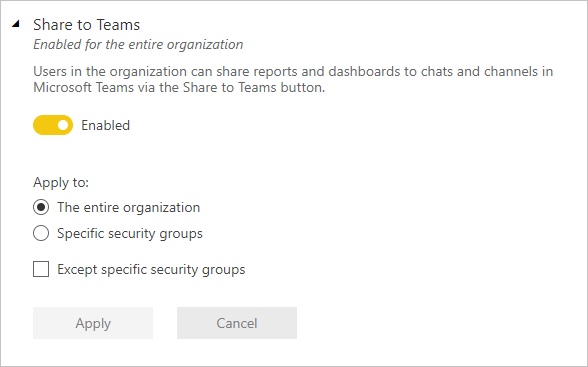 Share to Teams
Enabled for the entire organization
Users in the organization can share reports and dashboards to chats and channels in
Microsoft Teams via the Share to Teams button.
Enabled
Apply to:
The entire organization
Specific security groups
Except specific security groups
Apply
Cancel